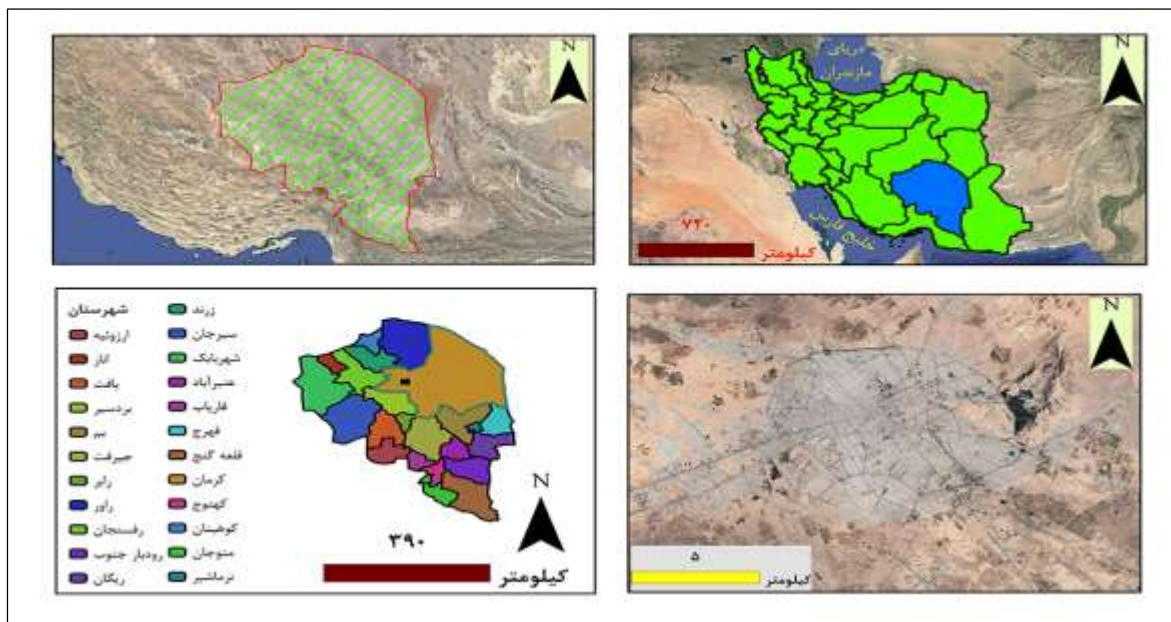 N
N
دریای
مازندران
خلیج فارس
۷۲۰
کیلومتر
شهرستان
ارزوئیه
انار
بافت
بردسیر
بم
جیرفت
رابر
راور
رفسنجان
رودبار جنوب
ریگان
زرند
سیرجان
شهربابک
عنبرآباد
فاریاب
فهرج
قلعه گنج
کرمان
کهنوج
کوهبنان
منوجان
نرماشیر
N
۳۹۰
کیلومتر
N
۵
کیلومتر